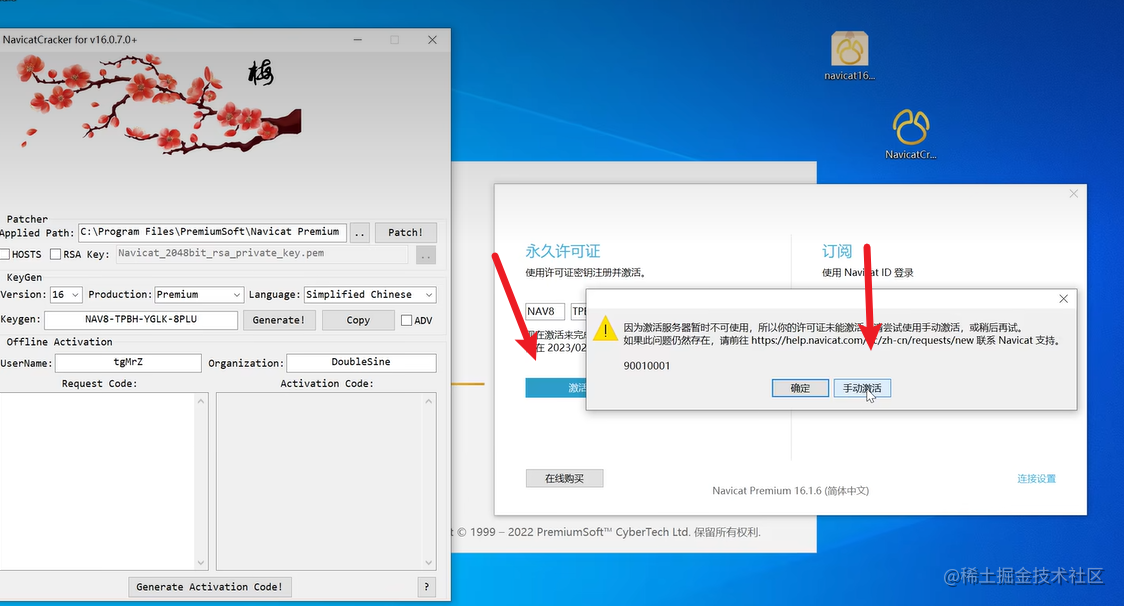 NavicatCracker for v16.0.7.0+
梅
Patcher
Applied Path:
C:\Program Files\PremiumSoft\Navicat Premium
..
Patch!
HOSTS
RSA Key:
Navicat_2048bit_rsa_private_key.pem
..
KeyGen
Version:
16
Production:
Premium
Language:
Simplified Chinese
Keygen:
NAV8-TPBH-YGLK-8PLU
Generate!
Copy
ADV
Offline Activation
UserName:
tgMrZ
Organization:
DoubleSine
Request Code:
Activation Code:
Generate Activation Code!
?
navicat16...
NavicatCr...
永久许可证
使用许可证密钥注册并激活。
NAV8
在 2023/02
激活
在线购买
订阅
使用 Navicat ID 登录
因为激活服务器暂时不可使用，所以你的许可证未能激活
尝试使用手动激活，或稍后再试。
如果此问题仍然存在，请前往 https://help.navicat.com/
/zh-cn/requests/new 联系 Navicat 支持。
90010001
确定
手动激活
Navicat Premium 16.1.6 (简体中文)
连接设置
© 1999 – 2022 PremiumSoft™ CyberTech Ltd. 保留所有权利.
@稀土掘金技术社区